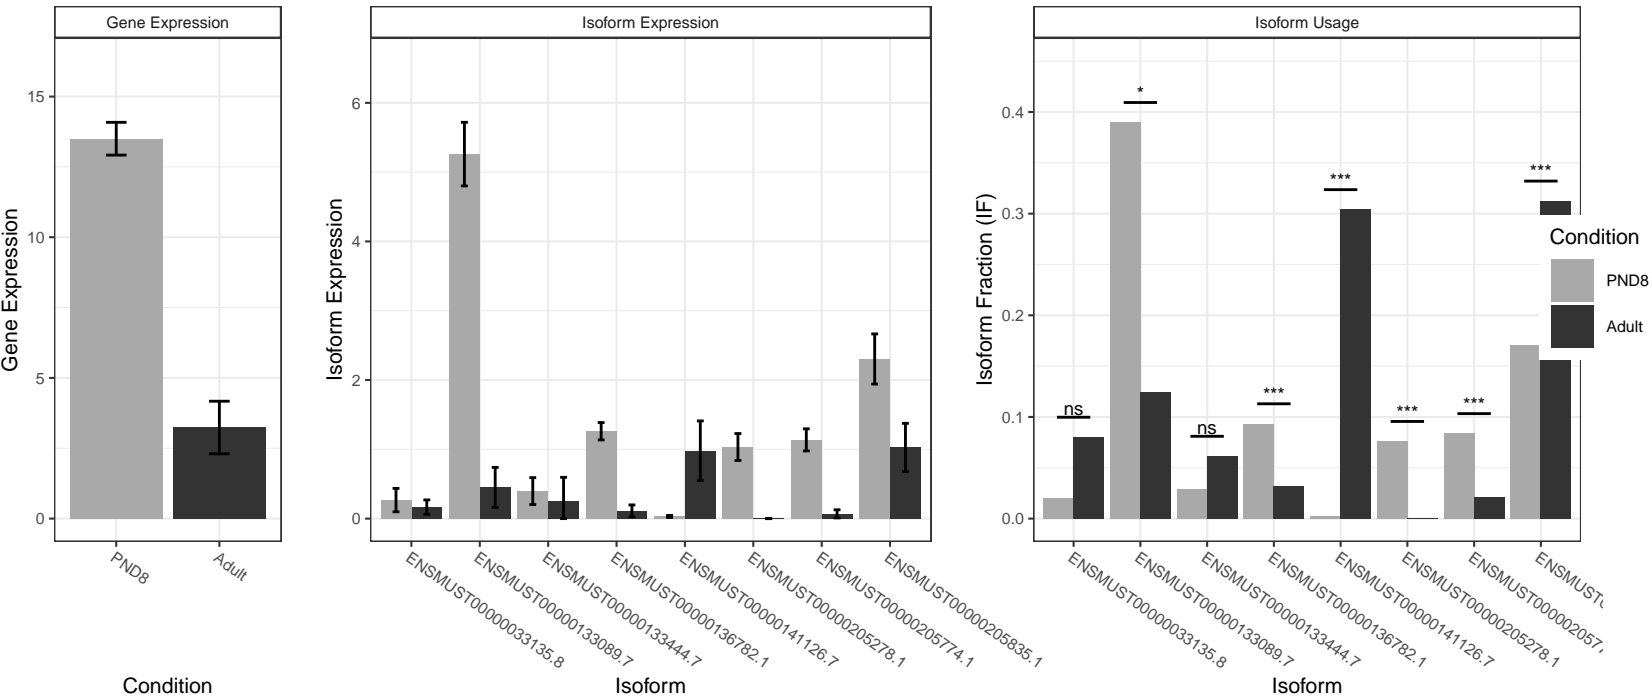 Gene Expression
Isoform Expression
Isoform Usage
Gene Expression
15
10
5
0
PND8
Adult
Condition
Isoform Expression
6
4
2
0
ENSMUST00000033135.8
ENSMUST00000133089.7
ENSMUST00000133444.7
ENSMUST00000136782.1
ENSMUST00000141126.7
ENSMUST00000205278.1
ENSMUST00000205774.1
ENSMUST00000205835.1
Isoform
Isoform Fraction (IF)
0.4
0.3
0.2
0.1
0.0
ns
*
ns
***
***
***
***
***
ENSMUST00000033135.8
ENSMUST00000133089.7
ENSMUST00000133444.7
ENSMUST00000136782.1
ENSMUST00000141126.7
ENSMUST00000205278.1
Isoform
Condition
PND8
Adult